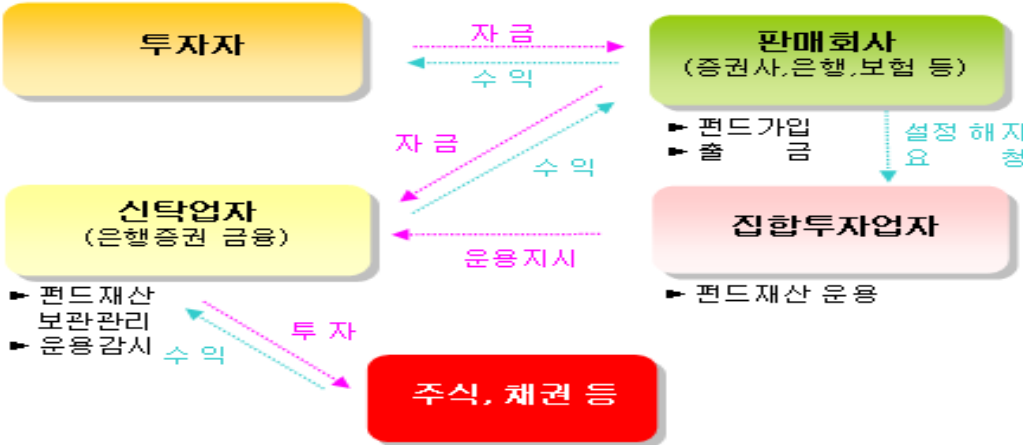 투자자
자 금
수 익
판매회사
(증권사,은행,보험 등)
► 펀드가입
► 출 금
설정 해지
요 청
자 금
수 익
신탁업자
(은행증권 금융)
운용지시
집합투자업자
► 펀드재산
보관관리
► 운용감시
► 펀드재산 운용
투 자
수 익
주식, 채권 등